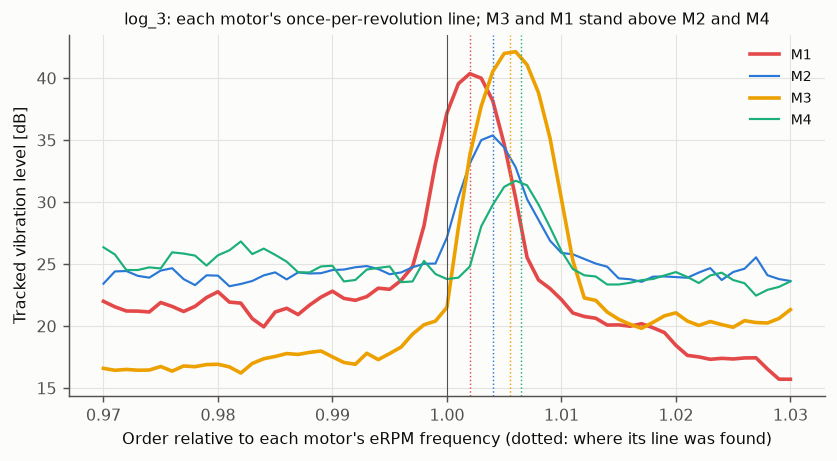 log_3: each motor's once-per-revolution line; M3 and M1 stand above M2 and M4
Tracked vibration level [dB]
40
35
30
25
20
15
M1
M2
M3
M4
0.97 0.98 0.99 1.00 1.01 1.02 1.03
Order relative to each motor's eRPM frequency (dotted: where its line was found)